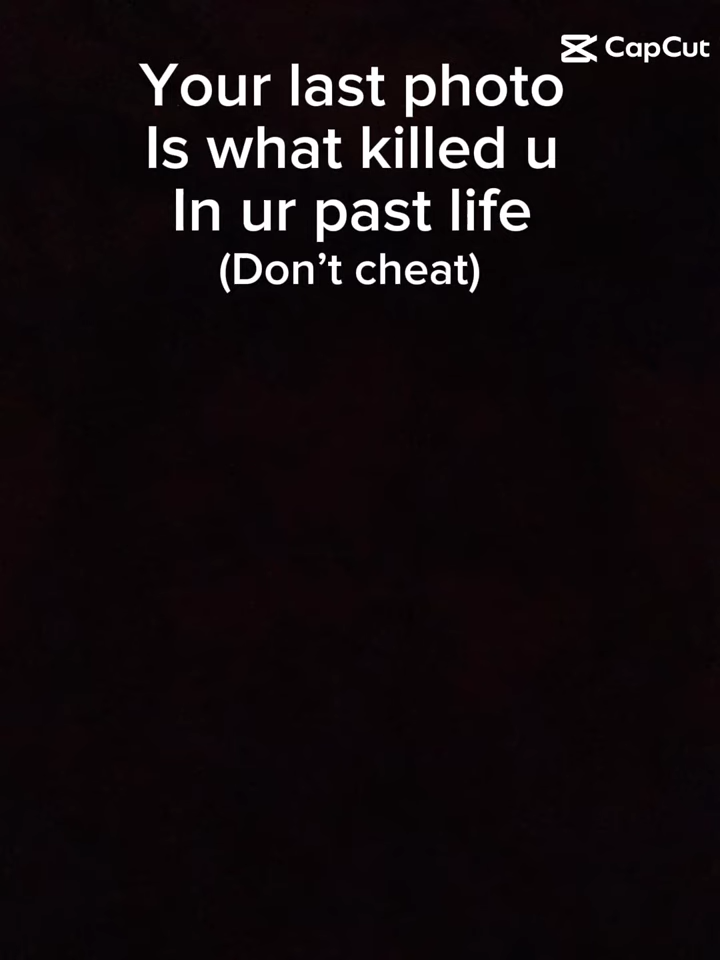 CapCut
Your last photo
Is what killed u
In ur past life
(Don’t cheat)